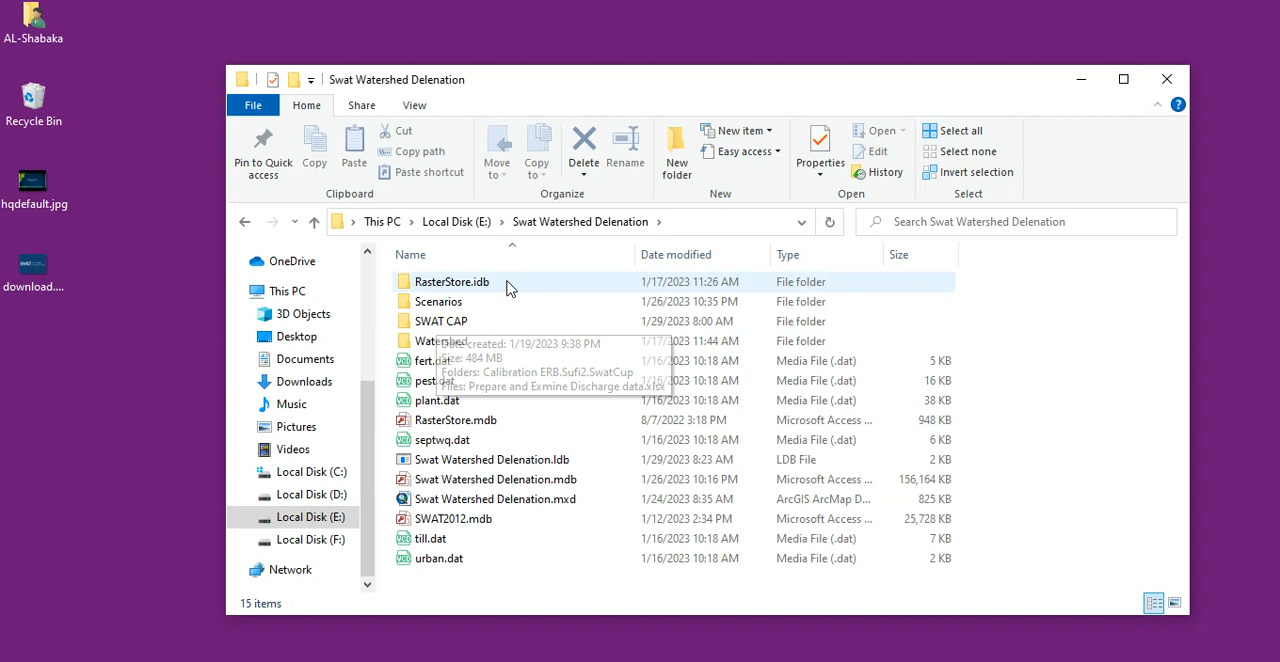 AL-Shabaka
Recycle Bin
hqdefault.jpg
download....
Swat Watershed Delenation
File Home Share View
Pin to Quick access
Copy
Paste
Cut
Copy path
Paste shortcut
Clipboard
Move to
Copy to
Delete
Rename
Organize
New folder
New item
Easy access
New
Properties
Open
Edit
History
Open
Select all
Select none
Invert selection
Select
This PC > Local Disk (E:) > Swat Watershed Delenation >
Search Swat Watershed Delenation
OneDrive
This PC
3D Objects
Desktop
Documents
Downloads
Music
Pictures
Videos
Local Disk (C:)
Local Disk (D:)
Local Disk (E:)
Local Disk (F:)
Network
Name Date modified Type Size
RasterStore.idb 1/17/2023 11:26 AM File folder
Scenarios 1/26/2023 10:35 PM File folder
SWAT CAP 1/29/2023 8:00 AM File folder
Watershed 1/17/2023 11:44 AM File folder
Date created: 1/19/2023 9:38 PM
Size: 484 MB
Folders: Calibration ERB.Sufi2.SwatCup
Files: Prepare and Exmine Discharge data.xlsx
fert.dat 1/16/2023 10:18 AM Media File (.dat) 5 KB
pest.dat 1/16/2023 10:18 AM Media File (.dat) 16 KB
plant.dat 1/16/2023 10:18 AM Media File (.dat) 38 KB
RasterStore.mdb 8/7/2022 3:18 PM Microsoft Access ... 948 KB
septwq.dat 1/16/2023 10:18 AM Media File (.dat) 6 KB
Swat Watershed Delenation.ldb 1/29/2023 8:23 AM LDB File 2 KB
Swat Watershed Delenation.mdb 1/26/2023 10:16 PM Microsoft Access ... 156,164 KB
Swat Watershed Delenation.mxd 1/24/2023 8:35 AM ArcGIS ArcMap D... 825 KB
SWAT2012.mdb 1/12/2023 2:34 PM Microsoft Access ... 25,728 KB
till.dat 1/16/2023 10:18 AM Media File (.dat) 7 KB
urban.dat 1/16/2023 10:18 AM Media File (.dat) 2 KB
15 items